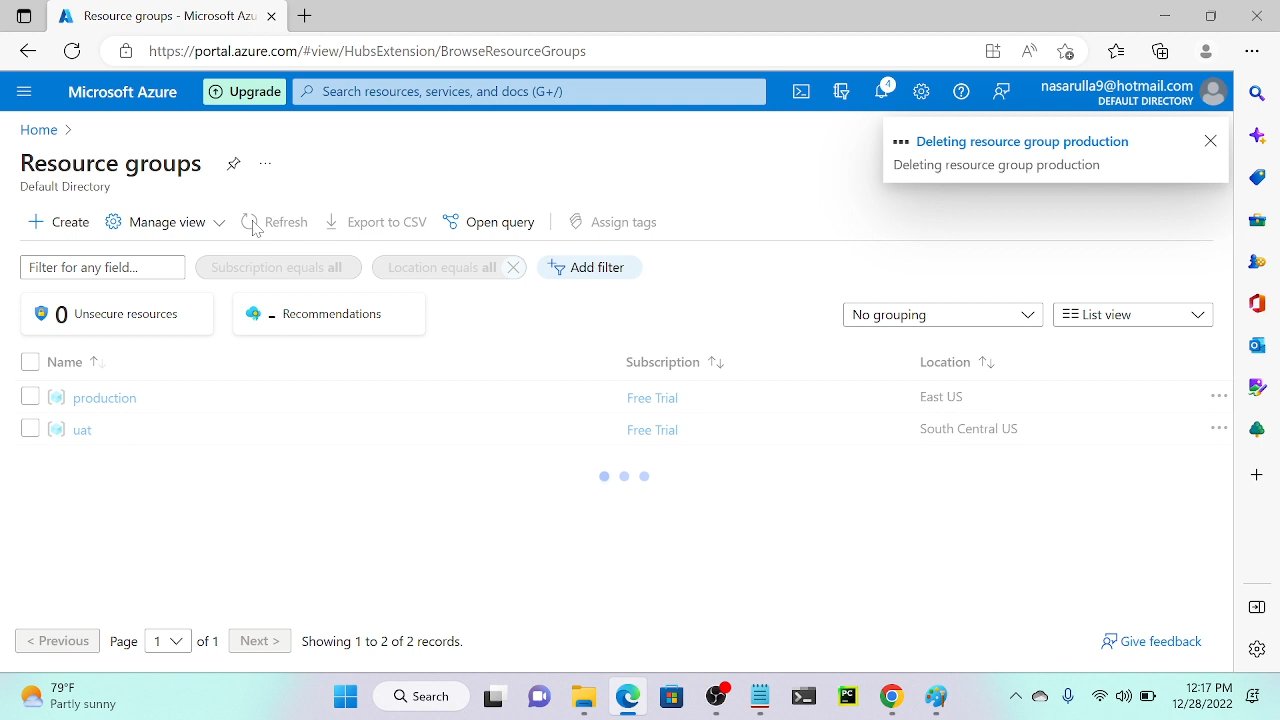 Resource groups - Microsoft Azu
https://portal.azure.com/#view/HubsExtension/BrowseResourceGroups
Microsoft Azure
Upgrade
Search resources, services, and docs (G+/)
4
nasarulla9@hotmail.com
DEFAULT DIRECTORY
Home
Deleting resource group production
Deleting resource group production
Resource groups
Default Directory
Create
Manage view
Refresh
Export to CSV
Open query
Assign tags
Filter for any field...
Subscription equals all
Location equals all
Add filter
0 Unsecure resources
- Recommendations
No grouping
List view
Name
Subscription
Location
production
Free Trial
East US
uat
Free Trial
South Central US
< Previous
Page
1
of 1
Next >
Showing 1 to 2 of 2 records.
Give feedback
79°F
Partly sunny
Search
PC
12:17 PM
12/28/2022